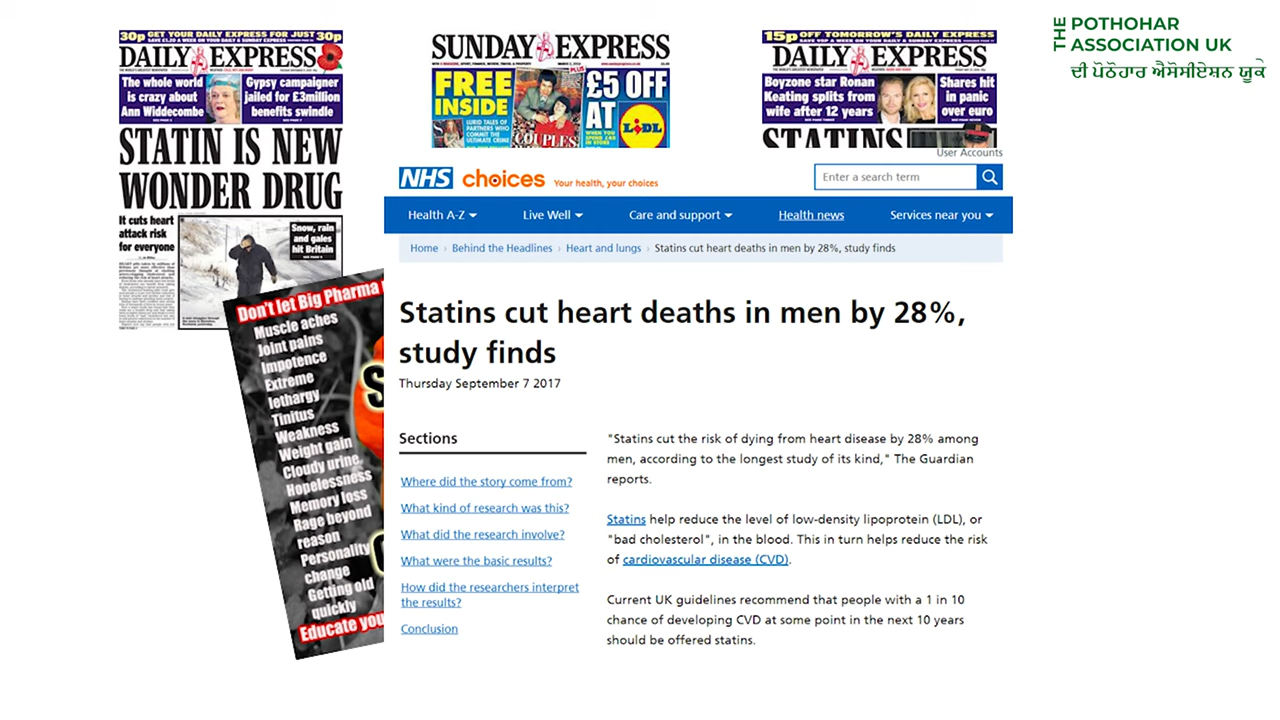 THE POTHOHAR
ASSOCIATION UK
ਦੀ ਪੋਠੋਹਾਰ ਐਸੋਸੀਏਸ਼ਨ ਯੂਕੇ
30p GET YOUR DAILY EXPRESS FOR JUST 30p
DAILY EXPRESS
The whole world
is crazy about
Ann Widdecombe
Gypsy campaigner
jailed for £3million
benefits swindle
STATIN IS NEW
WONDER DRUG
It cuts heart
attack risk
for everyone
Snow, rain
and gales
hit Britain
SUNDAY EXPRESS
FREE
INSIDE
LURID TALES OF
PARTNERS WHO
COMMIT THE
ULTIMATE CRIME
PLUS
COUPLES
£5 OFF
AT
LIDL
15p OFF TOMORROW'S DAILY EXPRESS
DAILY EXPRESS
Boyzone star Ronan
Keating splits from
wife after 12 years
Shares hit
in panic
over euro
STATINS
User Accounts
NHS choices Your health, your choices
Enter a search term
Health A-Z Live Well Care and support Health news Services near you
Home › Behind the Headlines › Heart and lungs › Statins cut heart deaths in men by 28%, study finds
Statins cut heart deaths in men by 28%,
study finds
Thursday September 7 2017
Sections
Where did the story come from?
What kind of research was this?
What did the research involve?
What were the basic results?
How did the researchers interpret
the results?
Conclusion
"Statins cut the risk of dying from heart disease by 28% among
men, according to the longest study of its kind," The Guardian
reports.
Statins help reduce the level of low-density lipoprotein (LDL), or
"bad cholesterol", in the blood. This in turn helps reduce the risk
of cardiovascular disease (CVD).
Current UK guidelines recommend that people with a 1 in 10
chance of developing CVD at some point in the next 10 years
should be offered statins.
Don't let Big Pharma
Muscle aches
Joint pains
Impotence
Extreme
lethargy
Tinitus
Weakness
Weight gain
Cloudy urine
Hopelessness
Memory loss
Rage beyond
reason
Personality
change
Getting old
quickly
Educate you